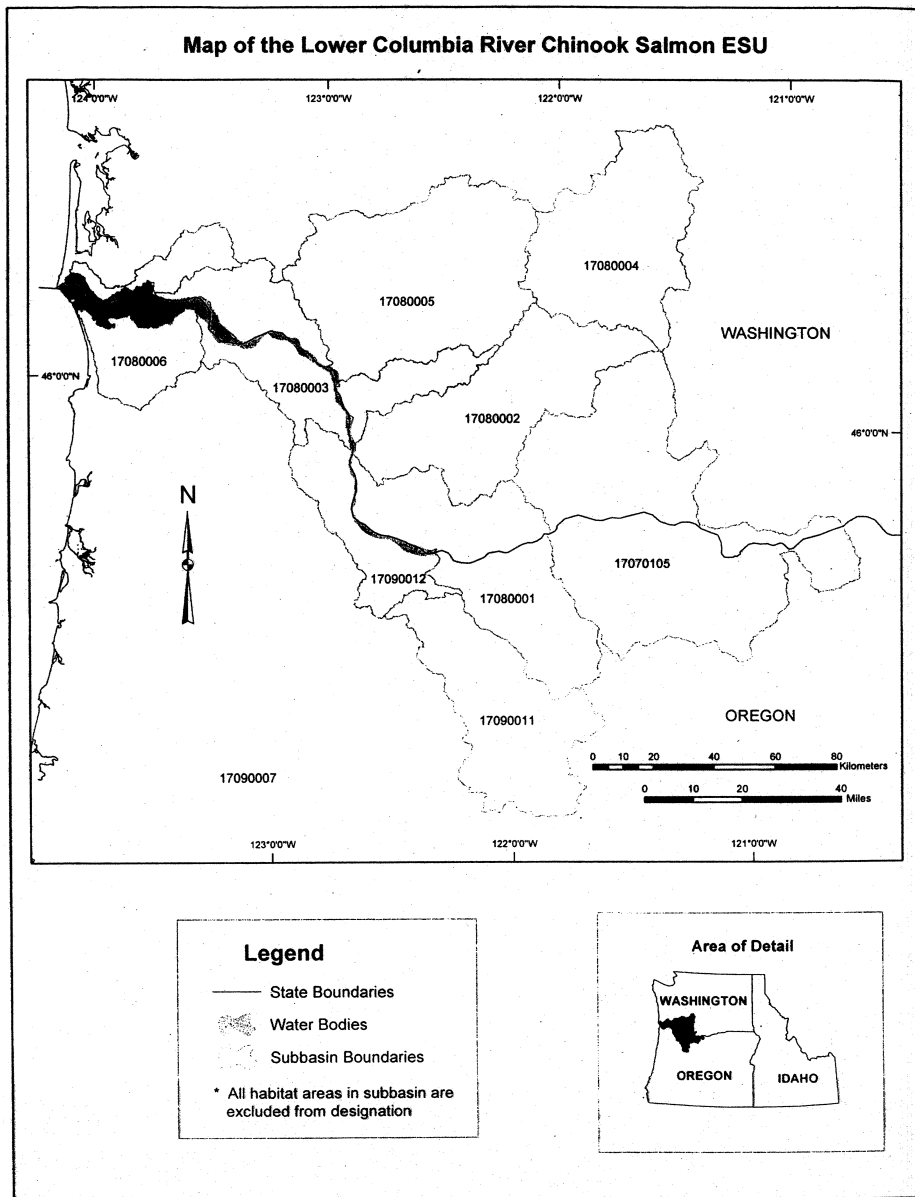 Map of the Lower Columbia River Chinook Salmon ESU
124°0'0"W
123°0'0"W
122°0'0"W
121°0'0"W
17080004
17080005
WASHINGTON
17080006
46°0'0"N
17080003
17080002
46°0'0"N
N
17070105
17090012
17080001
17090011
OREGON
0 10 20 40 60 80
Kilometers
17090007
0 10 20 40
Miles
123°0'0"W
122°0'0"W
121°0'0"W
Legend
State Boundaries
Water Bodies
Subbasin Boundaries
* All habitat areas in subbasin are
excluded from designation
Area of Detail
WASHINGTON
OREGON
IDAHO